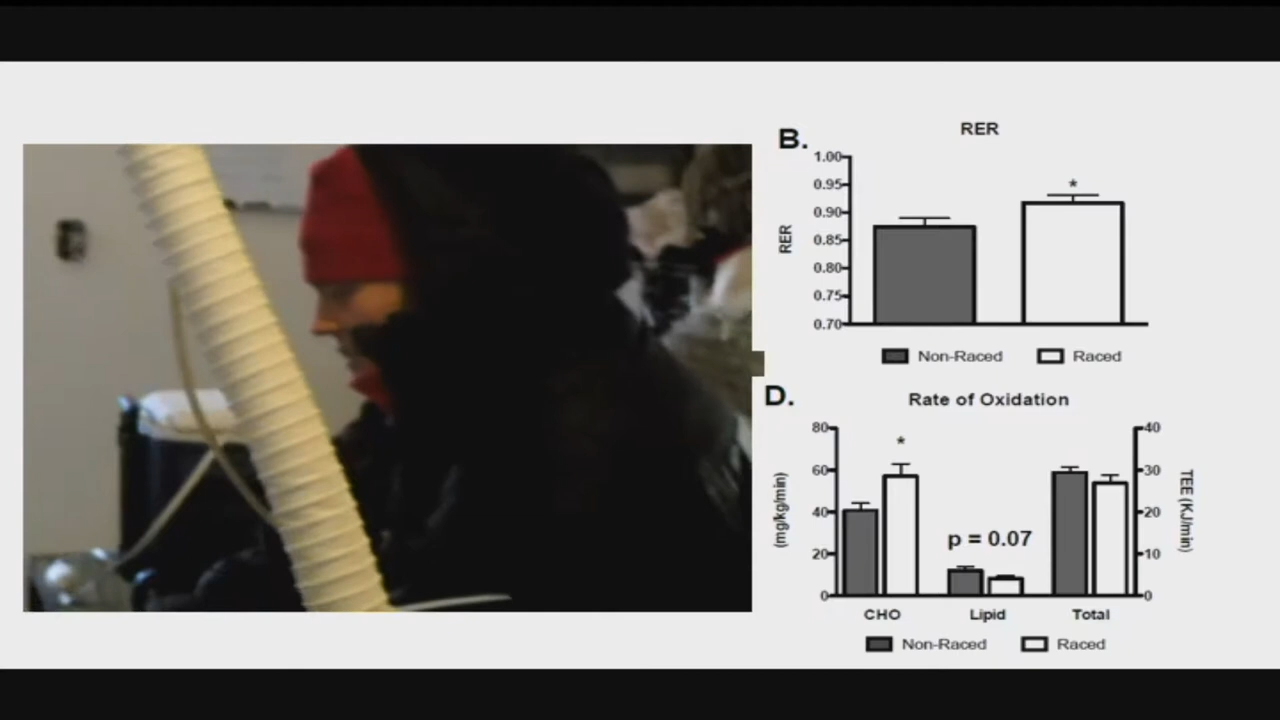 B.
RER
1.00
0.95
0.90
0.85
0.80
0.75
0.70
RER
*
Non-Raced
Raced
D.
Rate of Oxidation
80
60
40
20
0
(mg/kg/min)
*
p = 0.07
40
30
20
10
0
TEE (KJ/min)
CHO
Lipid
Total
Non-Raced
Raced